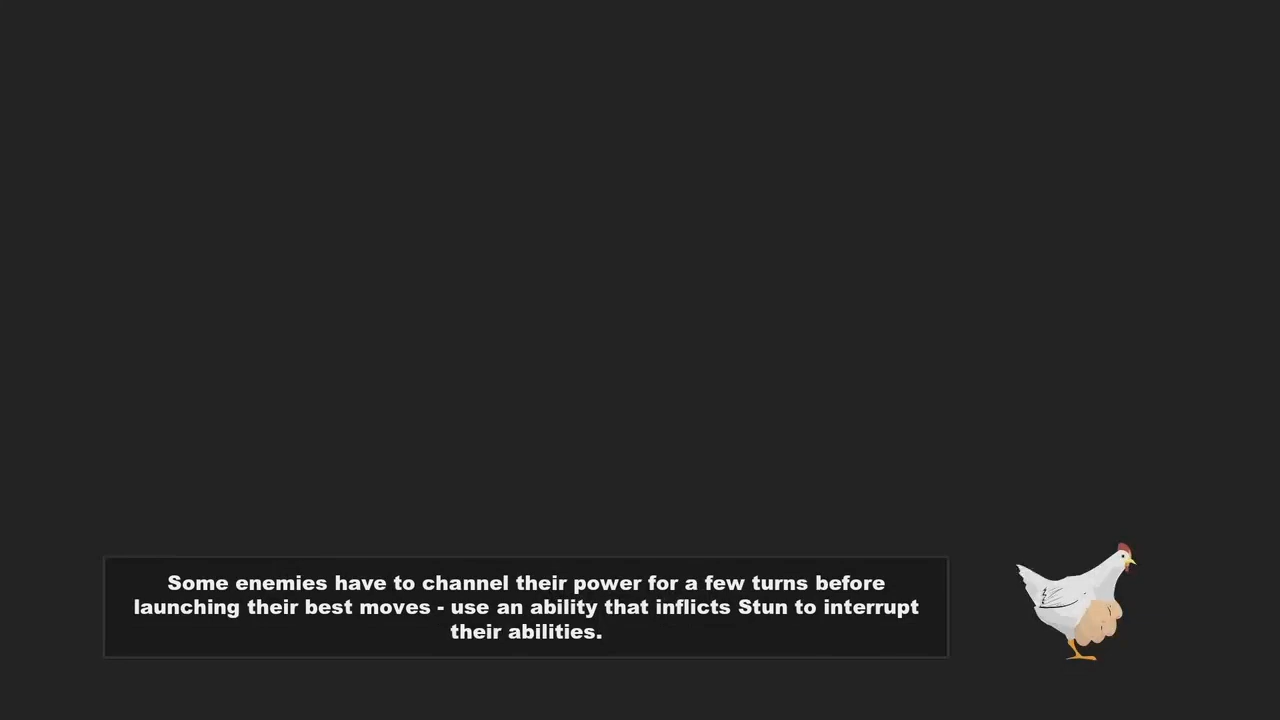 Some enemies have to channel their power for a few turns before
launching their best moves - use an ability that inflicts Stun to interrupt
their abilities.